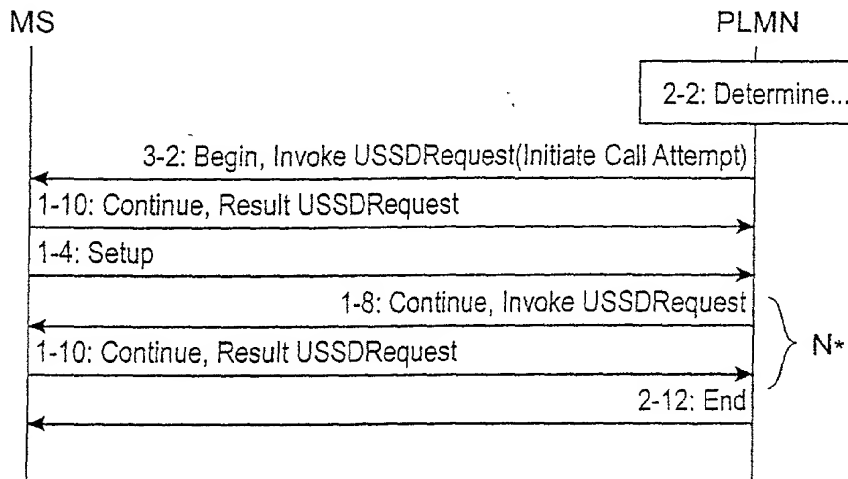 MS
PLMN
2-2: Determine...
3-2: Begin, Invoke USSDRequest(Initiate Call Attempt)
1-10: Continue, Result USSDRequest
1-4: Setup
1-8: Continue, Invoke USSDRequest
N*
1-10: Continue, Result USSDRequest
2-12: End